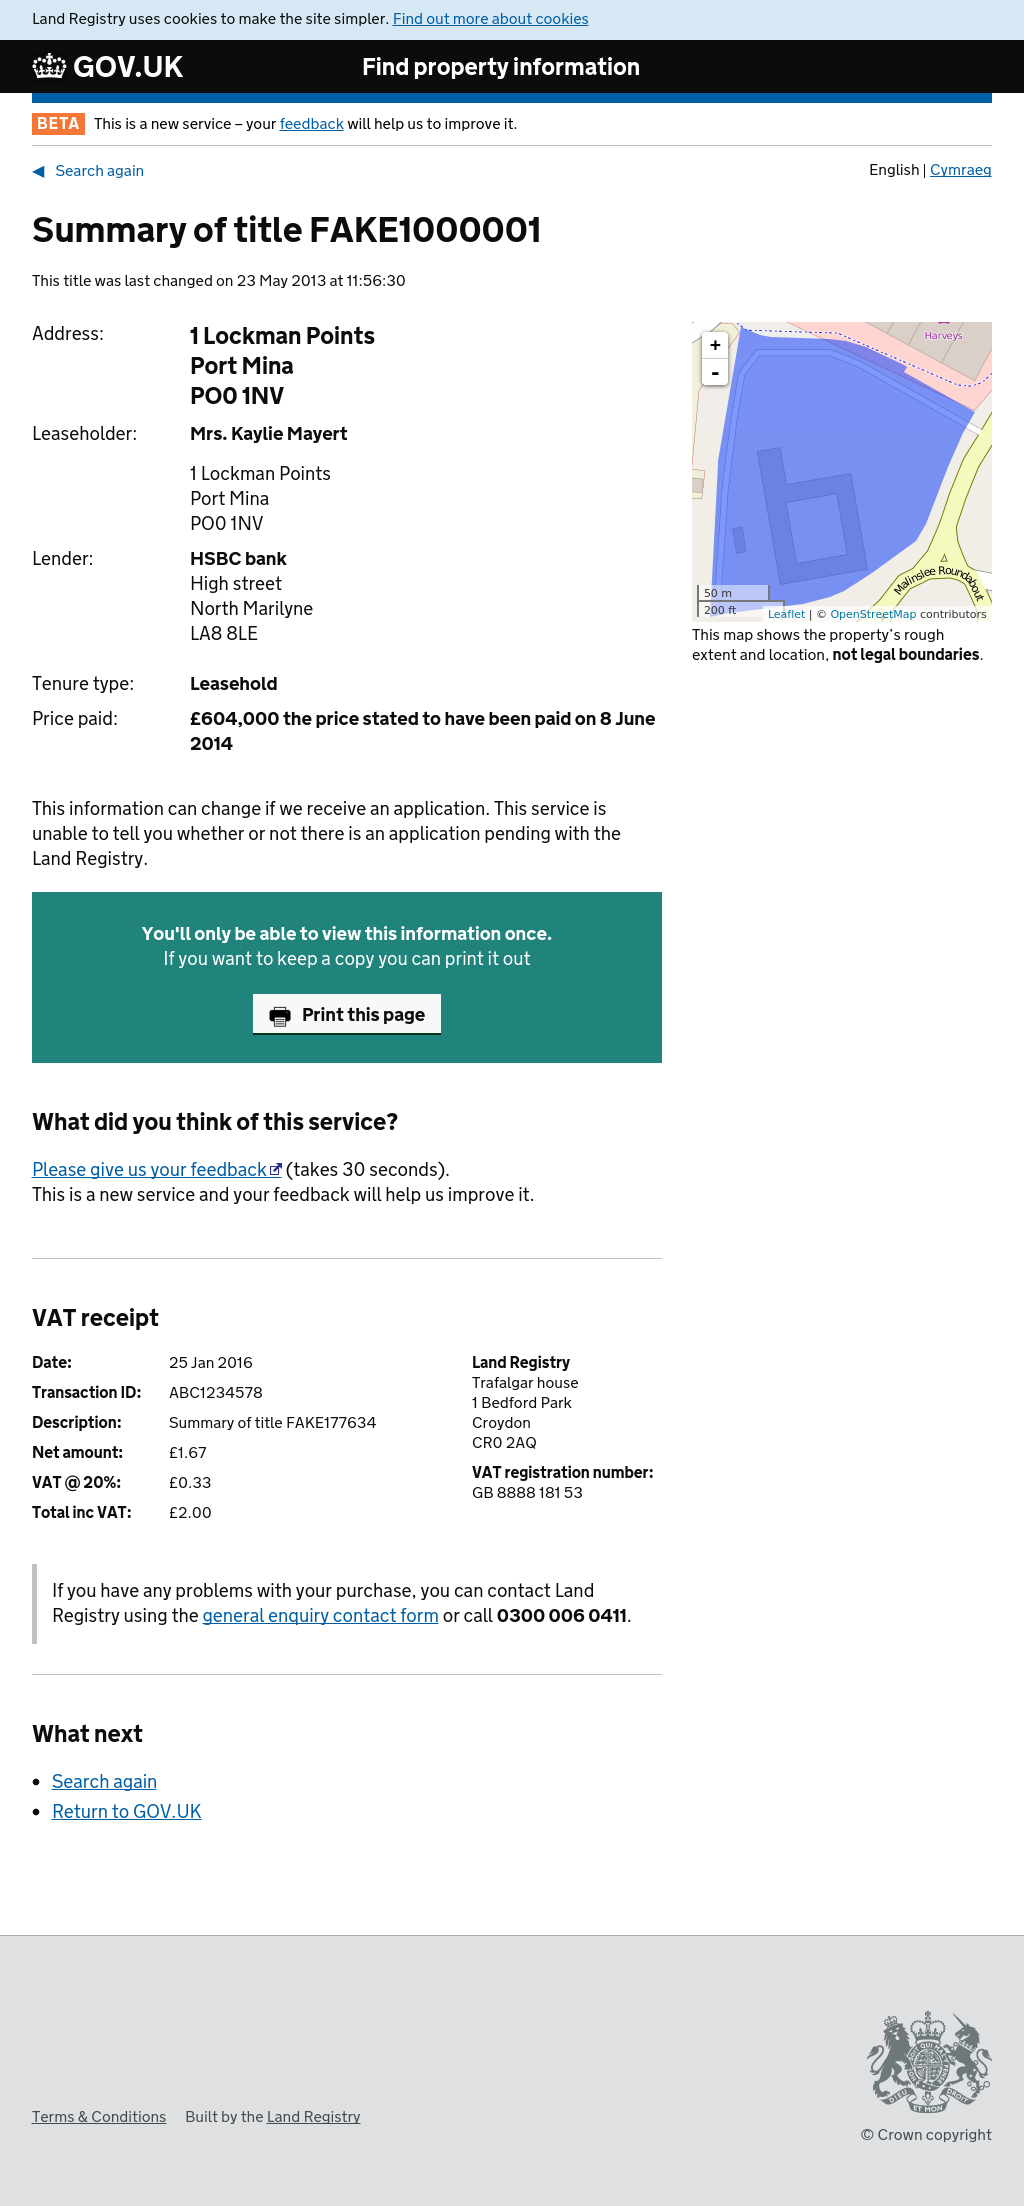 Land Registry uses cookies to make the site simpler. Find out more about cookies
GOV.UK
Find property information
BETA This is a new service – your feedback will help us to improve it.
◀ Search again
English | Cymraeg
Summary of title FAKE1000001
This title was last changed on 23 May 2013 at 11:56:30
Address:
1 Lockman Points
Port Mina
PO0 1NV
Leaseholder:
Mrs. Kaylie Mayert
1 Lockman Points
Port Mina
PO0 1NV
Lender:
HSBC bank
High street
North Marilyne
LA8 8LE
Tenure type:
Leasehold
Price paid:
£604,000 the price stated to have been paid on 8 June
2014
+
-
Harveys
Malinslee Roundabout
50 m
200 ft
Leaflet | © OpenStreetMap contributors
This map shows the property's rough
extent and location, not legal boundaries.
This information can change if we receive an application. This service is
unable to tell you whether or not there is an application pending with the
Land Registry.
You'll only be able to view this information once.
If you want to keep a copy you can print it out
Print this page
What did you think of this service?
Please give us your feedback (takes 30 seconds).
This is a new service and your feedback will help us improve it.
VAT receipt
Date: 25 Jan 2016
Transaction ID: ABC1234578
Description: Summary of title FAKE177634
Net amount: £1.67
VAT @ 20%: £0.33
Total inc VAT: £2.00
Land Registry
Trafalgar house
1 Bedford Park
Croydon
CR0 2AQ
VAT registration number:
GB 8888 181 53
If you have any problems with your purchase, you can contact Land
Registry using the general enquiry contact form or call 0300 006 0411.
What next
• Search again
• Return to GOV.UK
DIEU ET MON DROIT
Terms & Conditions Built by the Land Registry
© Crown copyright